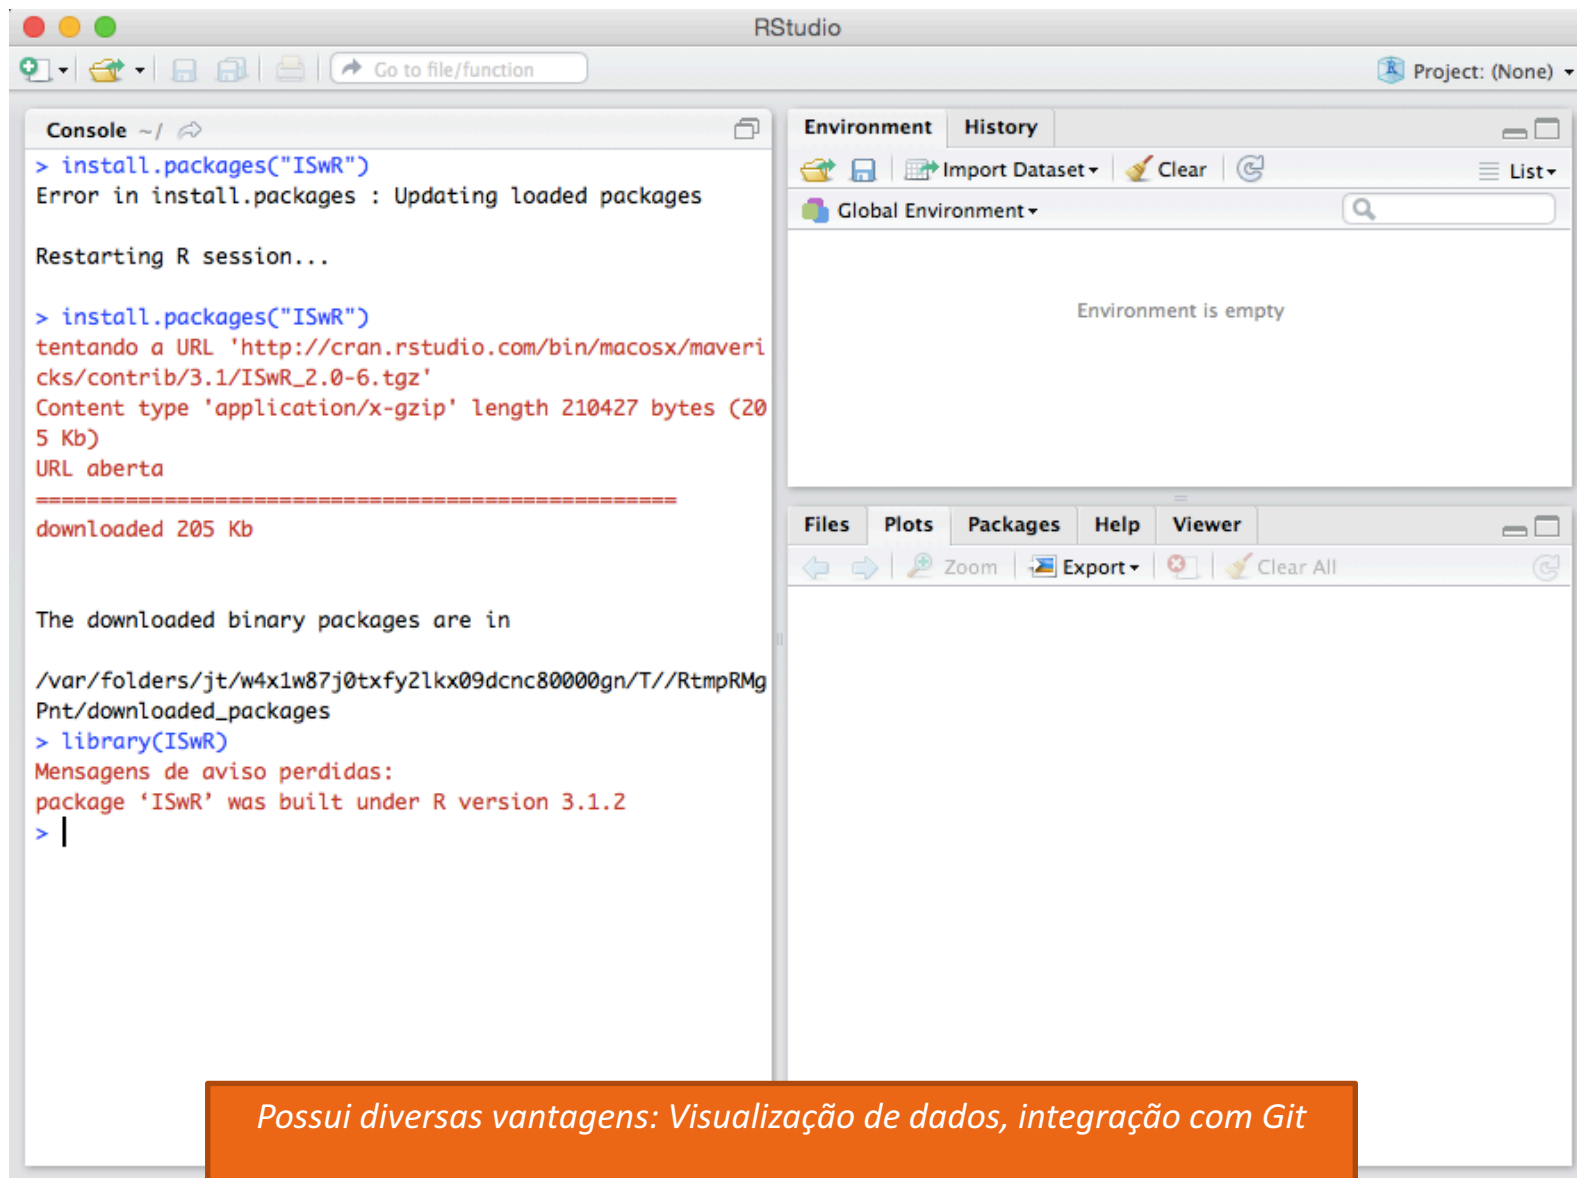 RStudio
Go to file/function
Project: (None)
Console ~/
> install.packages("ISwR")
Error in install.packages : Updating loaded packages
Restarting R session...
> install.packages("ISwR")
tentando a URL 'http://cran.rstudio.com/bin/macosx/maveri
cks/contrib/3.1/ISwR_2.0-6.tgz'
Content type 'application/x-gzip' length 210427 bytes (20
5 Kb)
URL aberta
==================================================
downloaded 205 Kb
The downloaded binary packages are in
/var/folders/jt/w4x1w87j0txfy2lkx09dcnc80000gn/T//RtmpRMg
Pnt/downloaded_packages
> library(ISwR)
Mensagens de aviso perdidas:
package ‘ISwR’ was built under R version 3.1.2
>
Environment History
Import Dataset Clear List
Global Environment
Environment is empty
Files Plots Packages Help Viewer
Zoom Export Clear All
Possui diversas vantagens: Visualização de dados, integração com Git